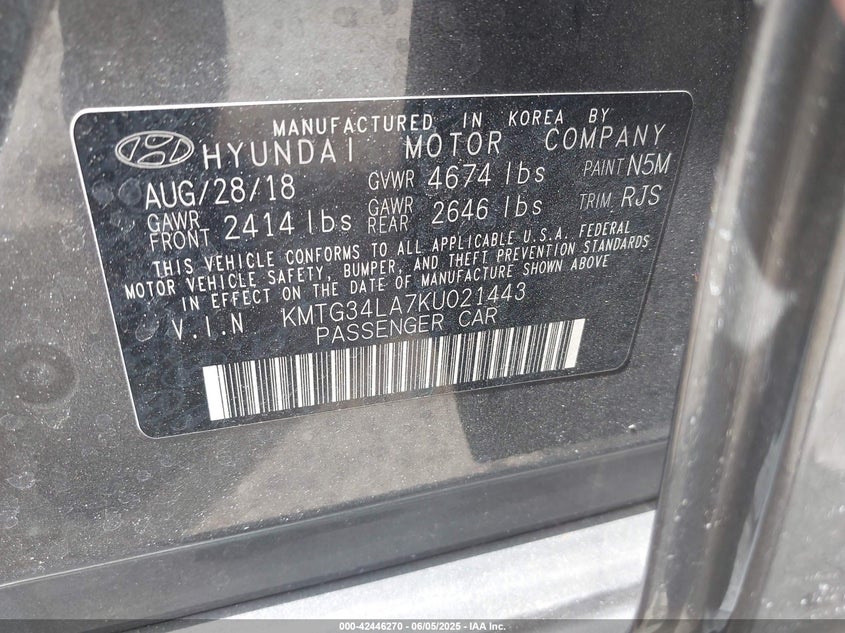 MANUFACTURED IN KOREA BY
HYUNDAI MOTOR COMPANY
AUG/28/18 GVWR 4674 lbs PAINT N5M
GAWR FRONT 2414 lbs GAWR REAR 2646 lbs TRIM RJS
THIS VEHICLE CONFORMS TO ALL APPLICABLE U.S.A. FEDERAL
MOTOR VEHICLE SAFETY, BUMPER, AND THEFT PREVENTION STANDARDS
IN EFFECT ON THE DATE OF MANUFACTURE SHOWN ABOVE
V.I.N KMTG34LA7KU021443
PASSENGER CAR
000-42446270 - 06/05/2025 - IAA Inc.